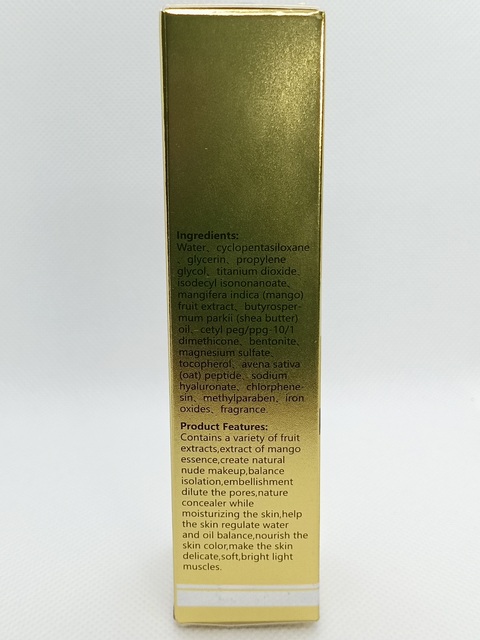 Ingredients:
Water、cyclopentasiloxane
、glycerin、propylene
glycol、titanium dioxide、
isodecyl isononanoate、
mangifera indica (mango)
fruit extract、butyrosper-
mum parkii (shea butter)
oil、cetyl peg/ppg-10/1
dimethicone、bentonite、
magnesium sulfate、
tocopherol、avena sativa
(oat) peptide、sodium
hyaluronate、chlorphene-
sin、methylparaben、iron
oxides、fragrance.
Product Features:
Contains a variety of fruit
extracts,extract of mango
essence,create natural
nude makeup,balance
isolation,embellishment
dilute the pores,nature
concealer while
moisturizing the skin,help
the skin regulate water
and oil balance,nourish the
skin color,make the skin
delicate,soft,bright light
muscles.